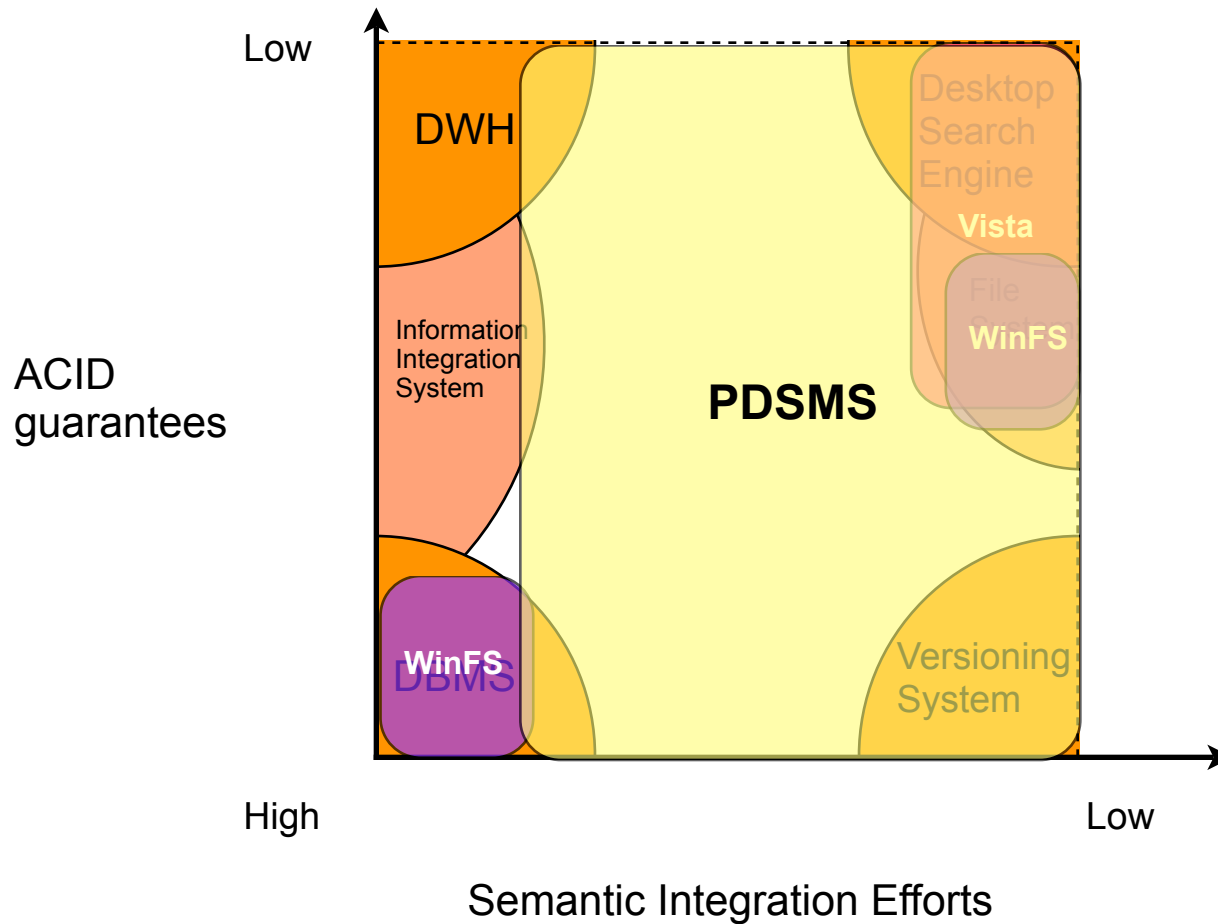 Low
DWH
Desktop
Search
Engine
Vista
File
System
WinFS
Information
Integration
System
ACID
guarantees
PDSMS
WinFS
DBMS
Versioning
System
High
Low
Semantic Integration Efforts